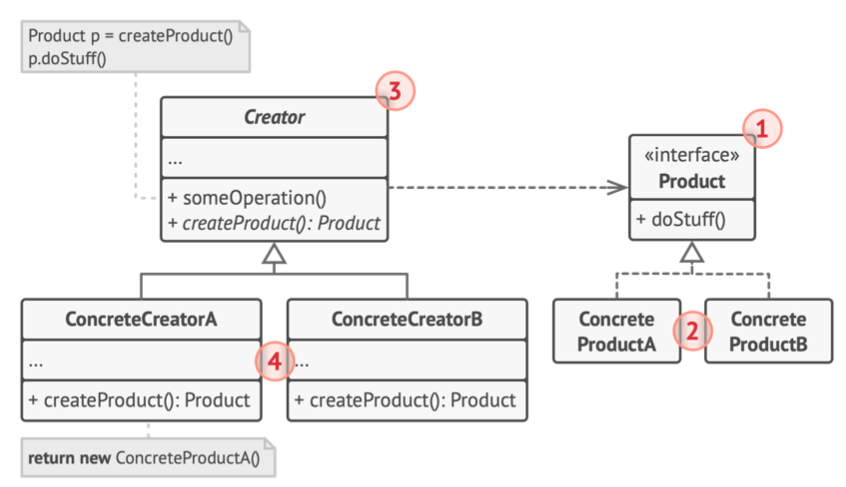 Product p = createProduct()
p.doStuff()
3
Creator
...
+ someOperation()
+ createProduct(): Product
1
«interface»
Product
+ doStuff()
ConcreteCreatorA
...
+ createProduct(): Product
4
ConcreteCreatorB
...
+ createProduct(): Product
Concrete
ProductA
2
Concrete
ProductB
return new ConcreteProductA()